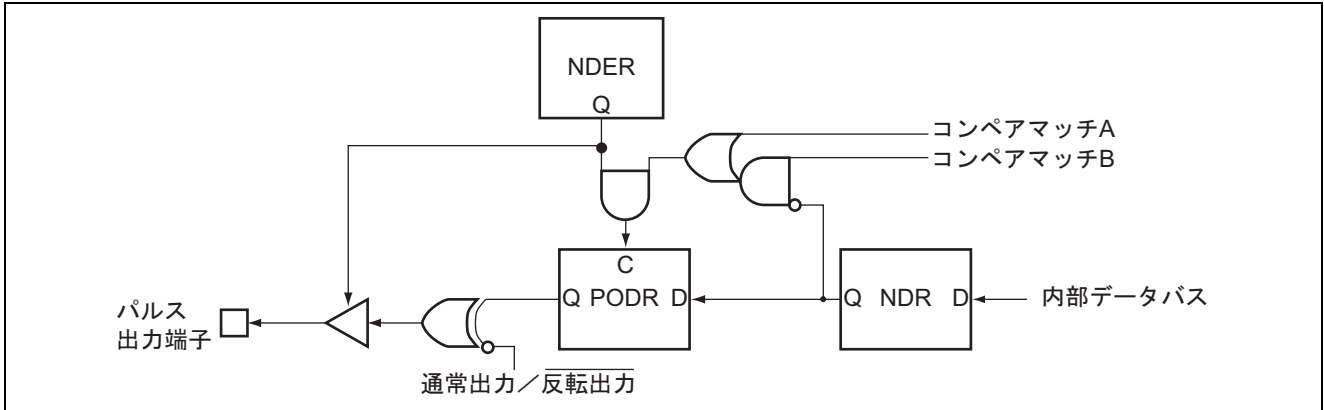 NDER
Q
コンペアマッチA
コンペアマッチB
C
Q PODR D
Q NDR D
内部データバス
パルス
出力端子
通常出力／反転出力